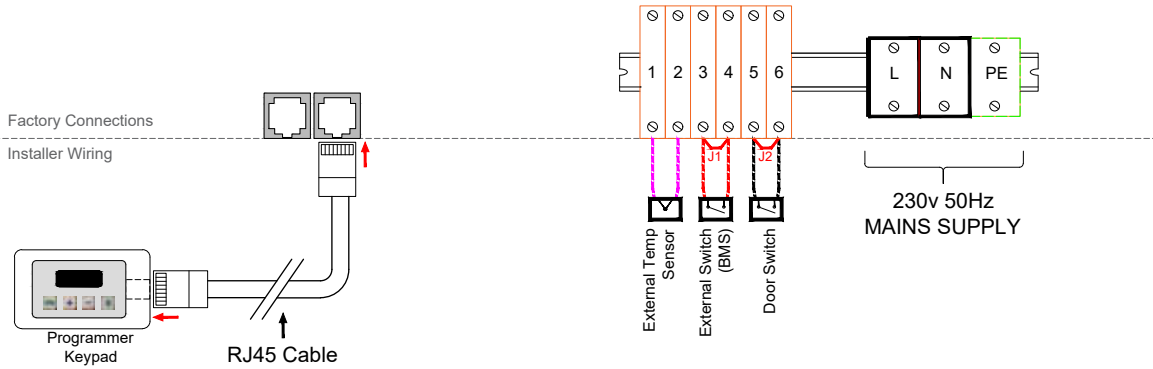 1 2 3 4 5 6
L N PE
Factory Connections
Installer Wiring
J1 J2
230v 50Hz
MAINS SUPPLY
External Temp
Sensor
External Switch
(BMS)
Door Switch
Programmer
Keypad
RJ45 Cable